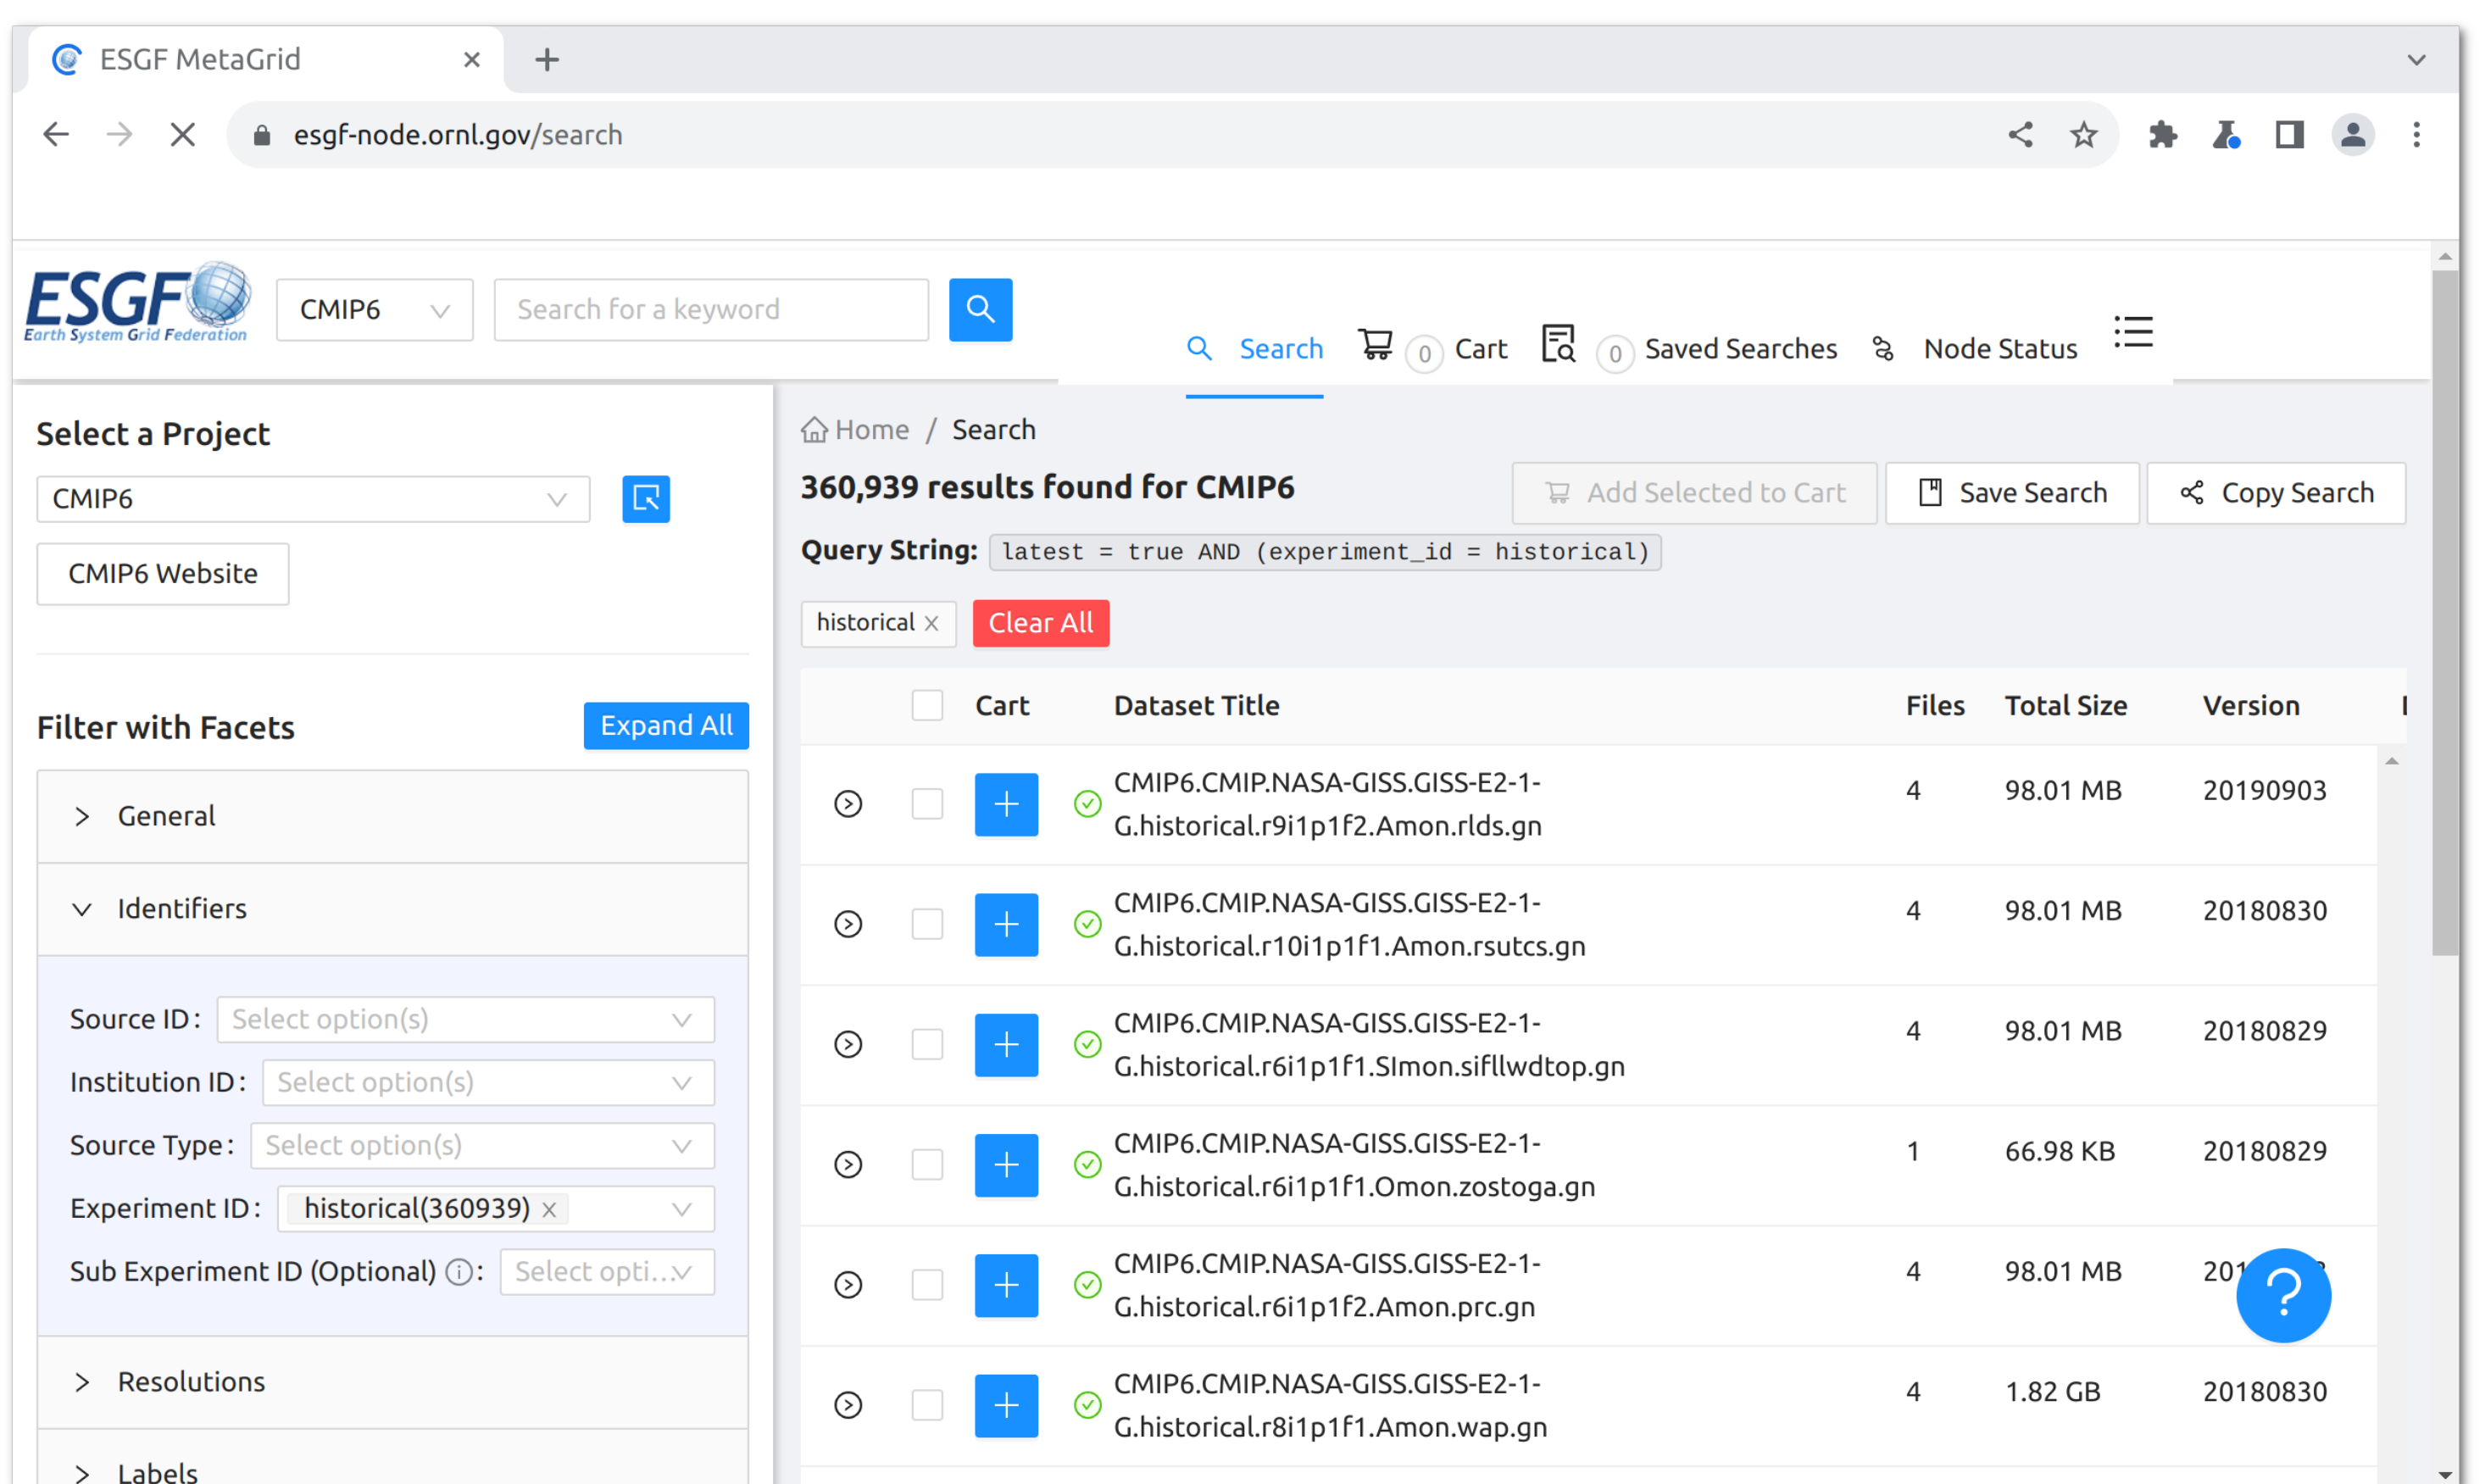 ESGF MetaGrid
esgf-node.ornl.gov/search
ESGF
Earth System Grid Federation
CMIP6
Search for a keyword
Search
0 Cart
0 Saved Searches
Node Status
Select a Project
CMIP6
CMIP6 Website
Filter with Facets
Expand All
General
Identifiers
Source ID: Select option(s)
Institution ID: Select option(s)
Source Type: Select option(s)
Experiment ID: historical(360939)
Sub Experiment ID (Optional) : Select opti...
Resolutions
Labels
Home / Search
360,939 results found for CMIP6
Add Selected to Cart
Save Search
Copy Search
Query String: latest = true AND (experiment_id = historical)
historical
Clear All
Cart Dataset Title Files Total Size Version
CMIP6.CMIP.NASA-GISS.GISS-E2-1-
G.historical.r9i1p1f2.Amon.rlds.gn
4 98.01 MB 20190903
CMIP6.CMIP.NASA-GISS.GISS-E2-1-
G.historical.r10i1p1f1.Amon.rsutcs.gn
4 98.01 MB 20180830
CMIP6.CMIP.NASA-GISS.GISS-E2-1-
G.historical.r6i1p1f1.SImon.sifllwdtop.gn
4 98.01 MB 20180829
CMIP6.CMIP.NASA-GISS.GISS-E2-1-
G.historical.r6i1p1f1.Omon.zostoga.gn
1 66.98 KB 20180829
CMIP6.CMIP.NASA-GISS.GISS-E2-1-
G.historical.r6i1p1f2.Amon.prc.gn
4 98.01 MB
?
CMIP6.CMIP.NASA-GISS.GISS-E2-1-
G.historical.r8i1p1f1.Amon.wap.gn
4 1.82 GB 20180830